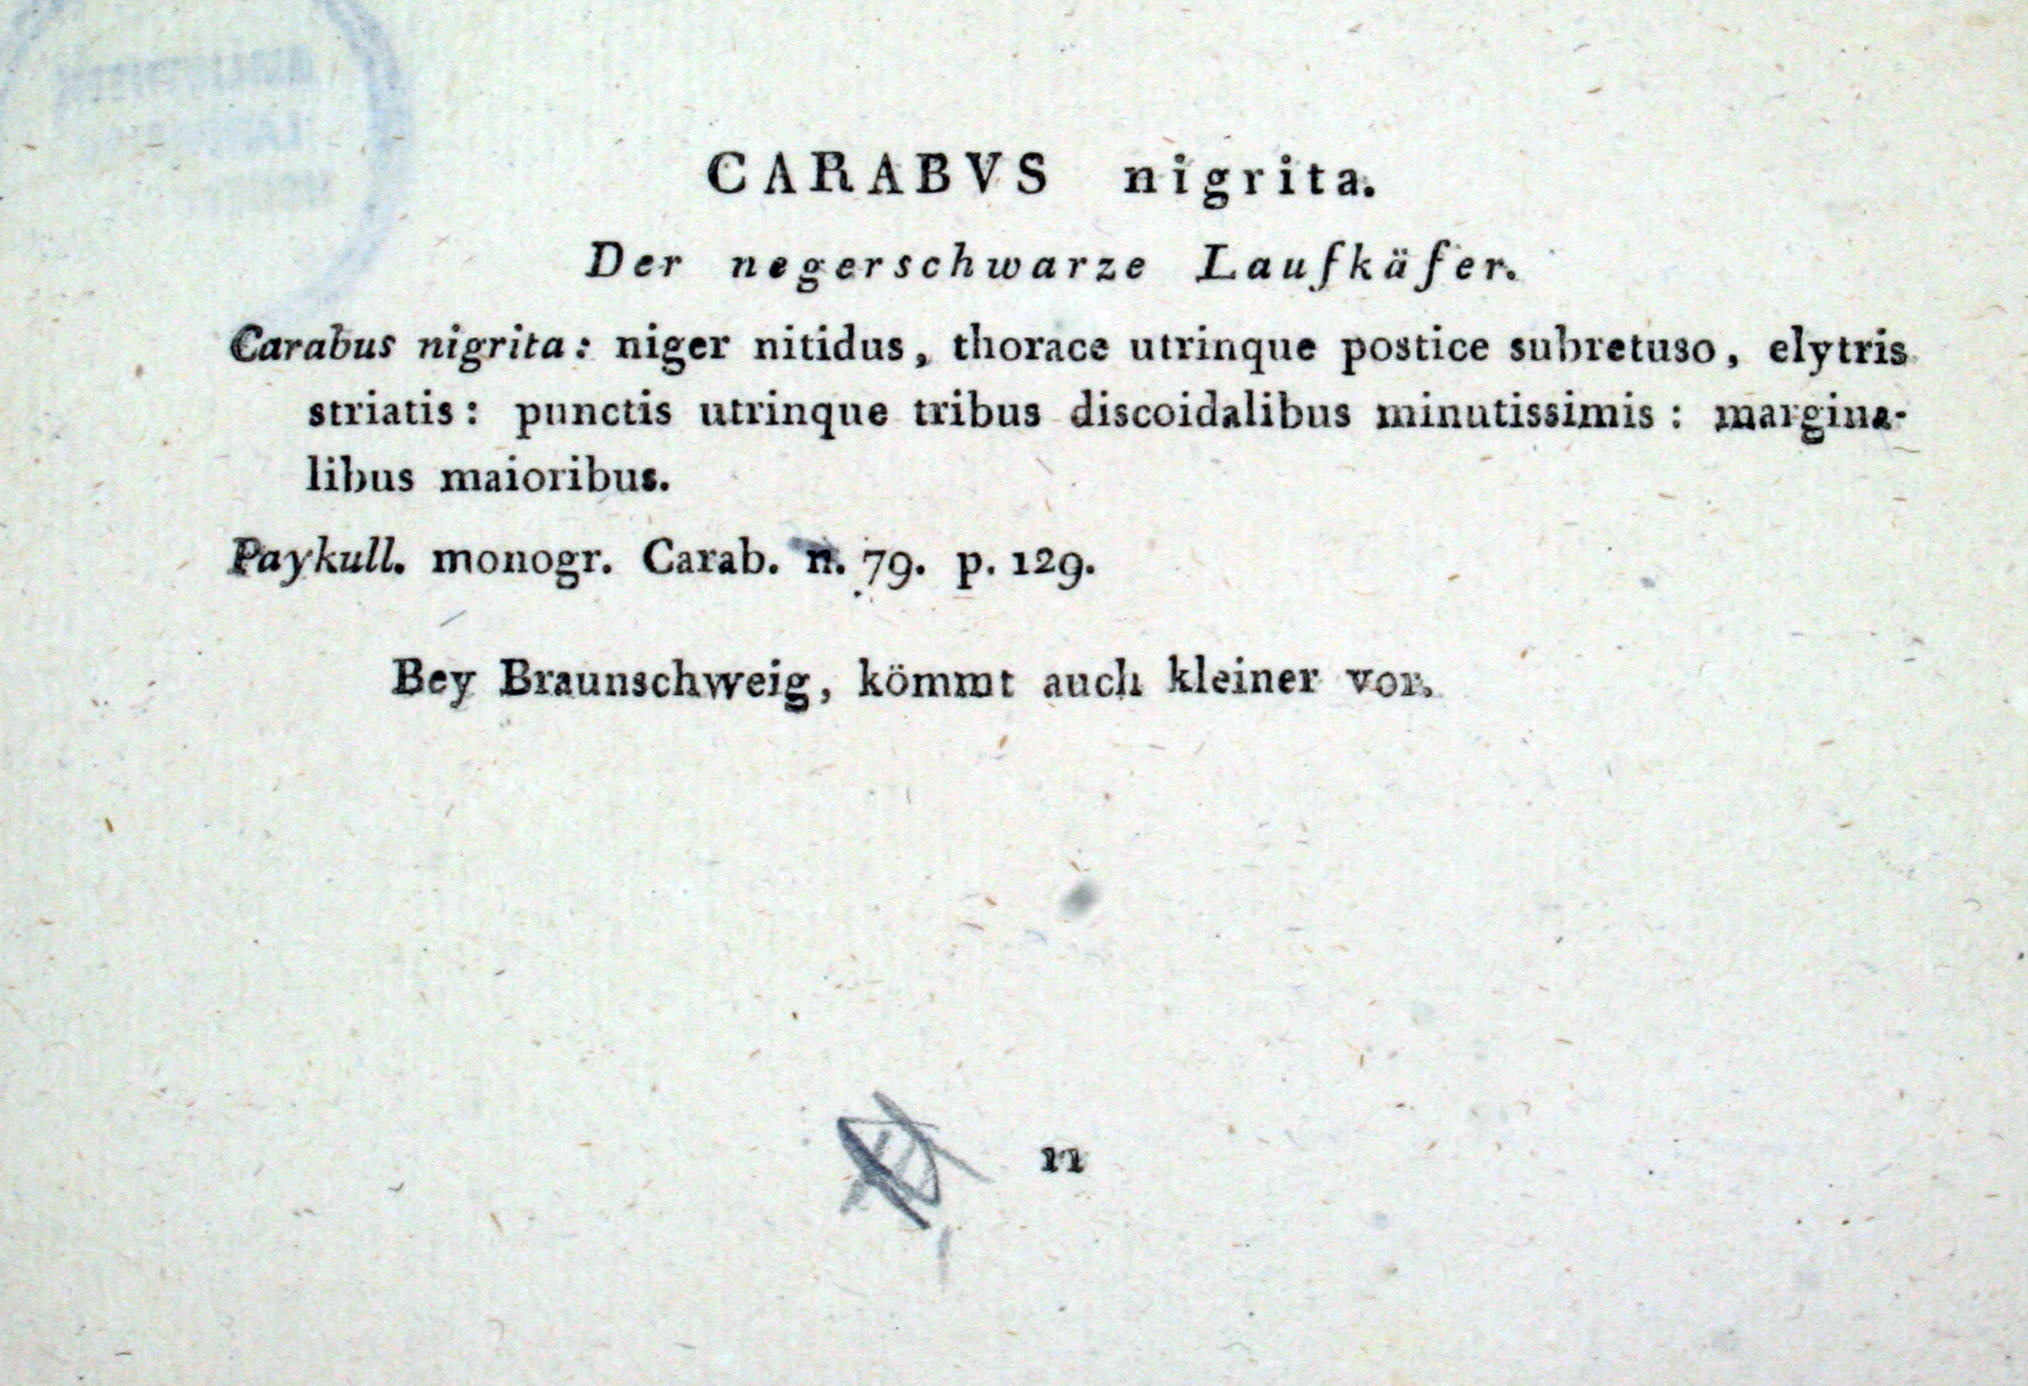 CARABVS nigrita.
Der negerschwarze Laufkäfer.
Carabus nigrita: niger nitidus, thorace utrinque postice subretuso, elytris
striatis: punctis utrinque tribus discoidalibus minutissimis: margina-
libus maioribus.
Paykull. monogr. Carab. n. 79. p. 129.
Bey Braunschweig, kömmt auch kleiner vor.
11